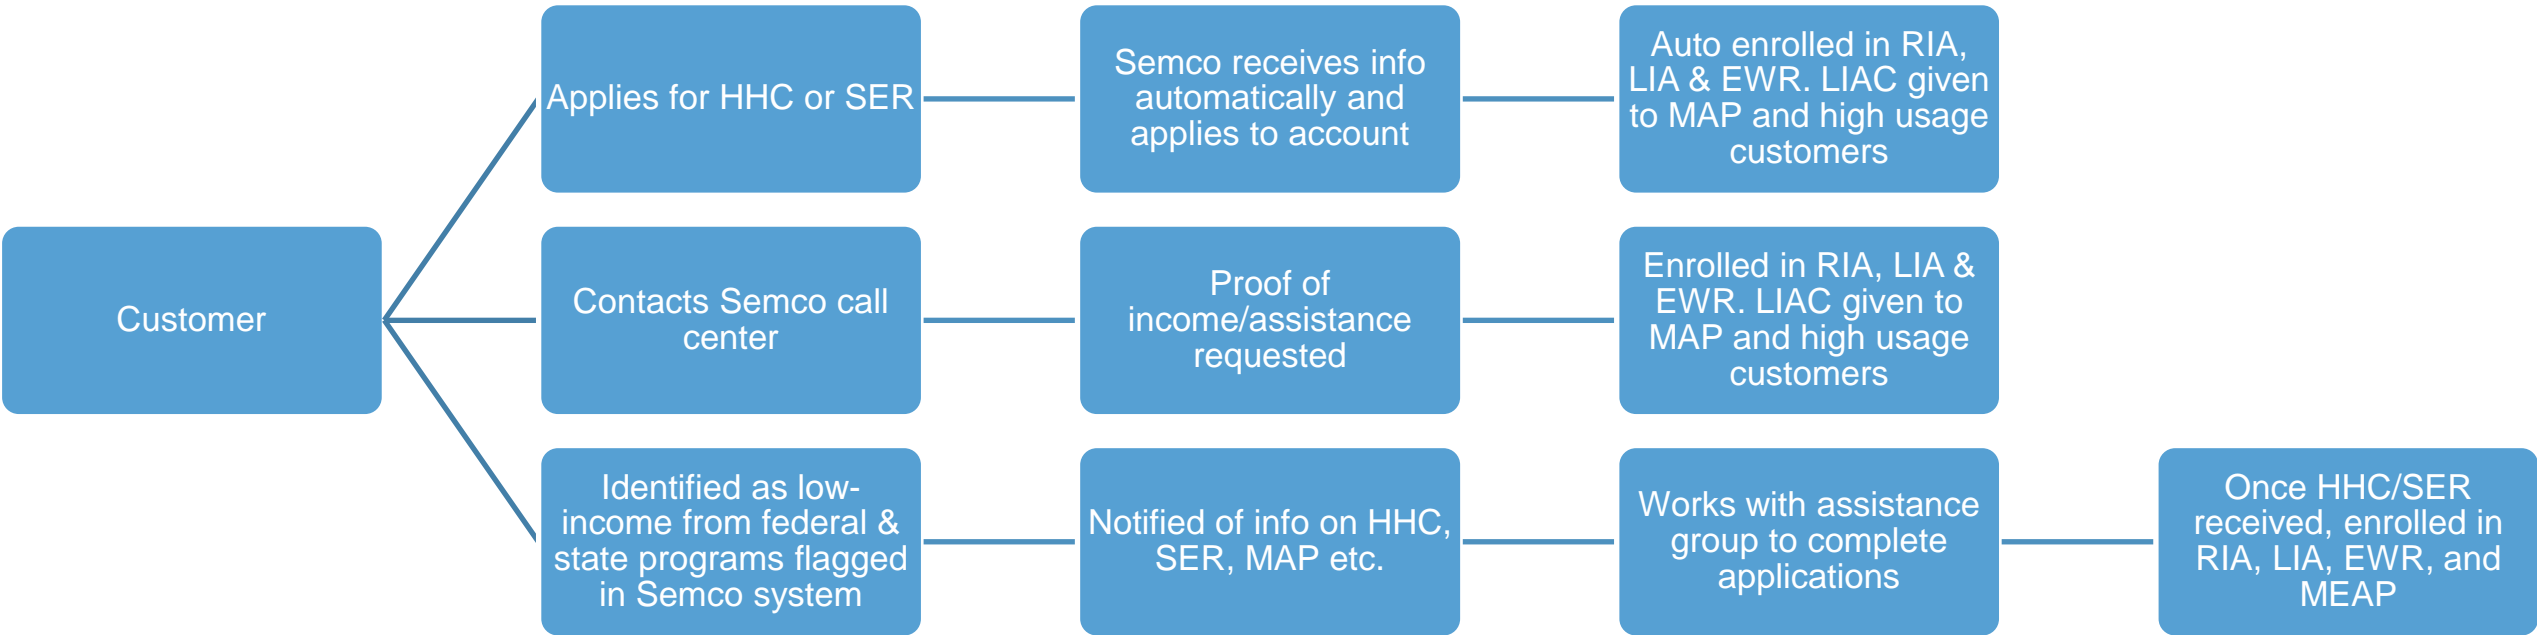 Customer
Applies for HHC or SER
Semco receives info
automatically and
applies to account
Auto enrolled in RIA,
LIA & EWR. LIAC given
to MAP and high usage
customers
Contacts Semco call
center
Proof of
income/assistance
requested
Enrolled in RIA, LIA &
EWR. LIAC given to
MAP and high usage
customers
Identified as low-
income from federal &
state programs flagged
in Semco system
Notified of info on HHC,
SER, MAP etc.
Works with assistance
group to complete
applications
Once HHC/SER
received, enrolled in
RIA, LIA, EWR, and
MEAP